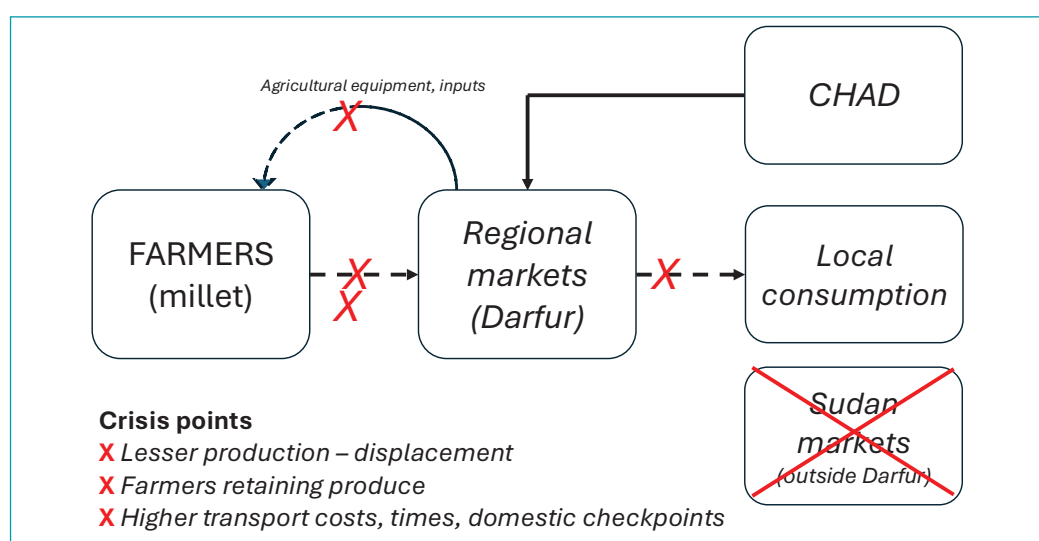 Agricultural equipment, inputs
CHAD
FARMERS
(millet)
X
X
X
Regional
markets
(Darfur)
X
Local
consumption
Sudan
markets
(outside Darfur)
Crisis points
X Lesser production – displacement
X Farmers retaining produce
X Higher transport costs, times, domestic checkpoints